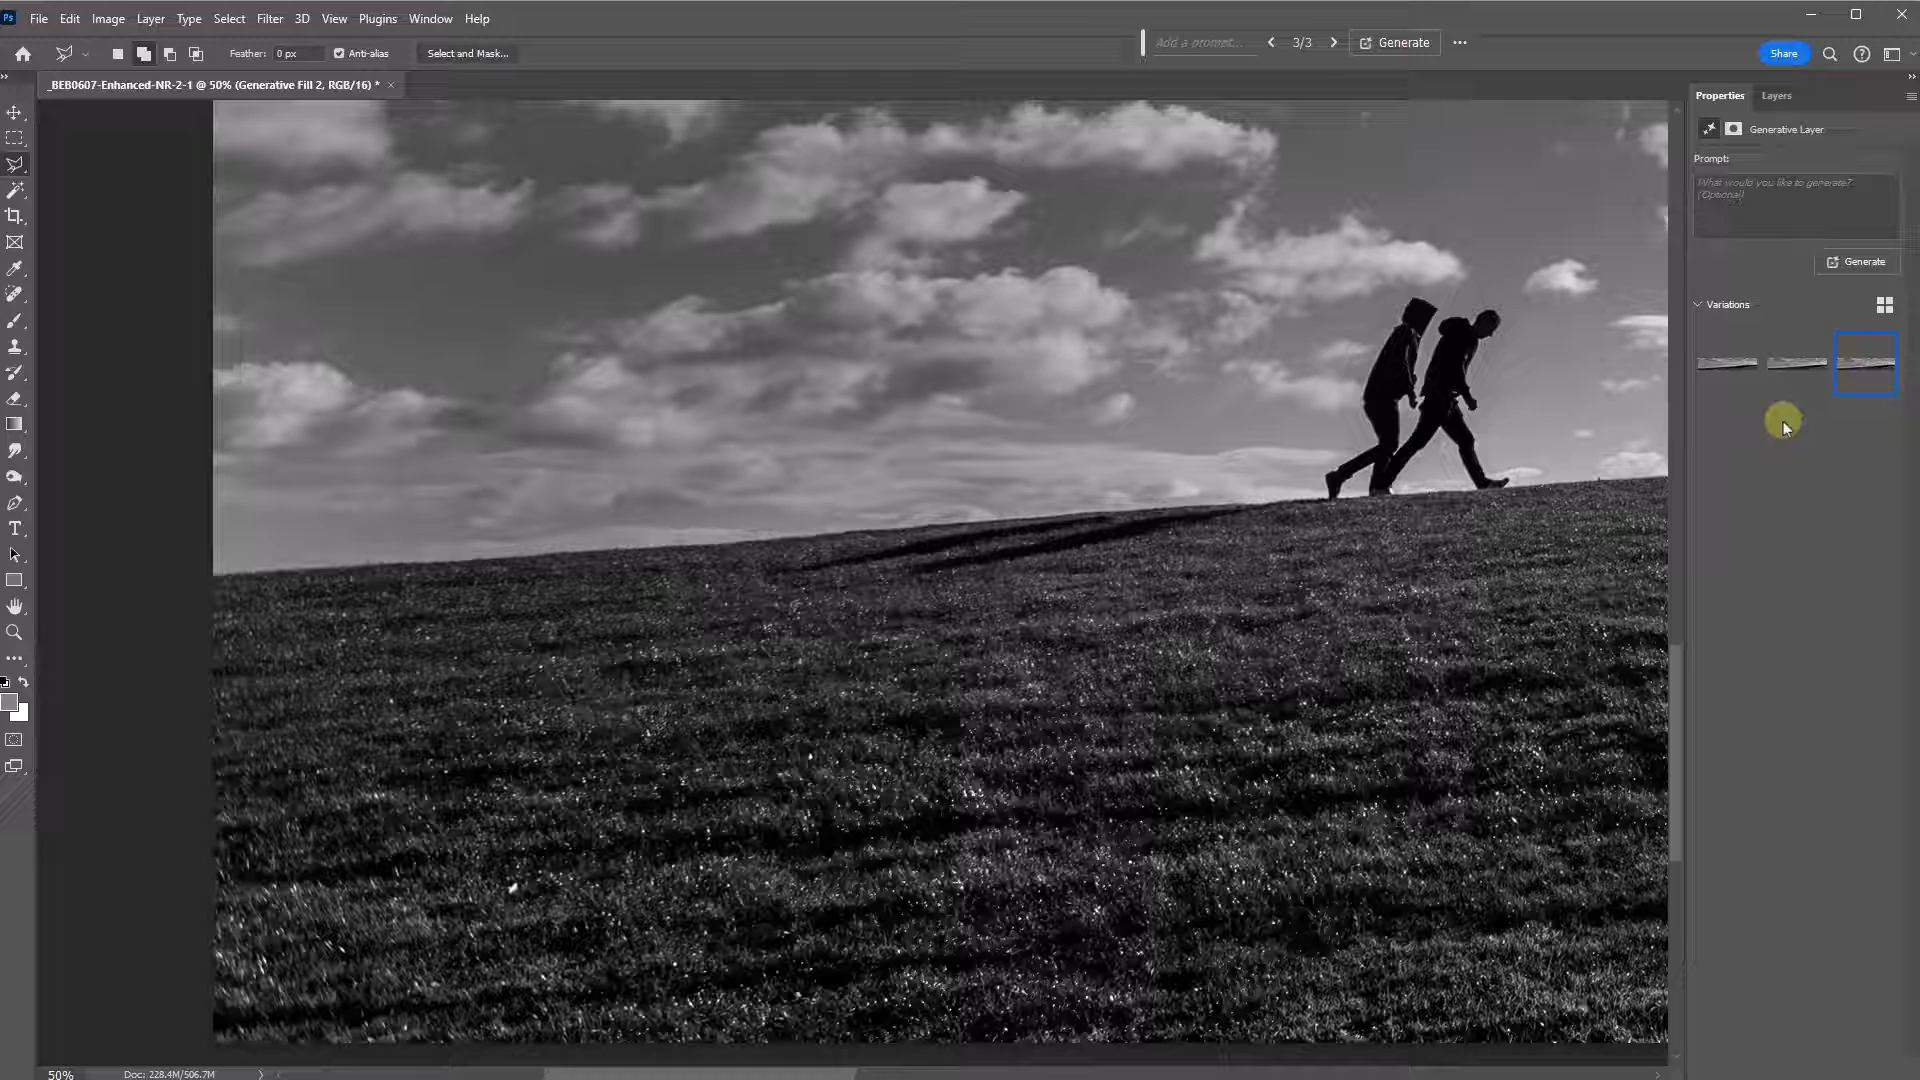 Ps File Edit Image Layer Type Select Filter 3D View Plugins Window Help
Feather: 0 px Anti-alias Select and Mask... Add a prompt... 3/3 Generate Share
_BEB0607-Enhanced-NR-2-1 @ 50% (Generative Fill 2, RGB/16) *
Properties Layers
Generative Layer
Prompt:
What would you like to generate?
(Optional)
Generate
Variations
50% Doc: 228.4M/506.7M